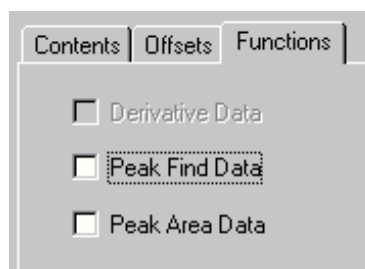 Contents Offsets Functions
Derivative Data
Peak Find Data
Peak Area Data